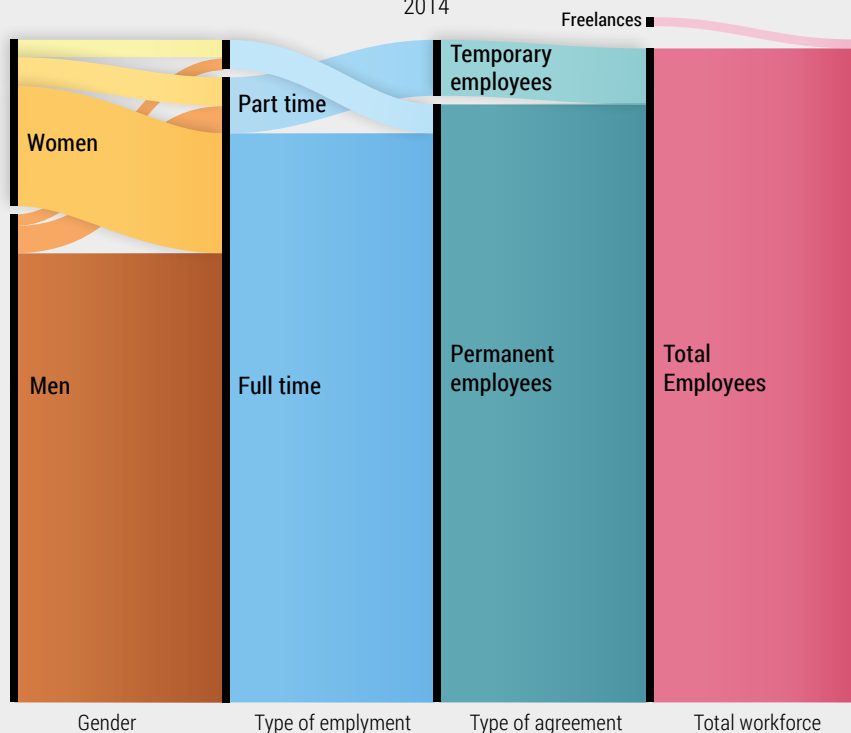 2014
Freelances
Temporary
employees
Part time
Women
Permanent
employees
Total
Employees
Men
Full time
Gender
Type of emplyment
Type of agreement
Total workforce